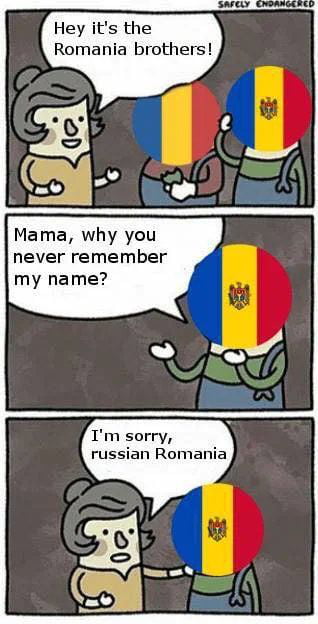 SAFELY ENDANGERED
Hey it's the
Romania brothers!
Mama, why you
never remember
my name?
I'm sorry,
russian Romania